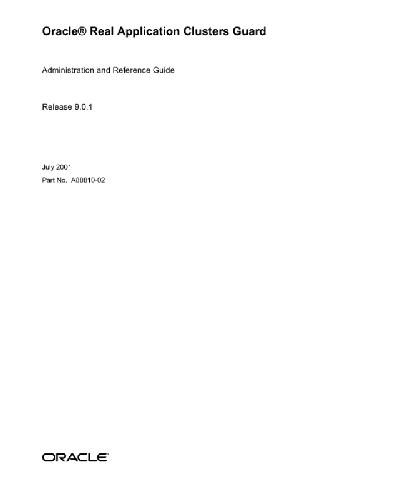 Oracle® Real Application Clusters Guard
Administration and Reference Guide
Release 9.0.1
July 2001
Part No. A88810-02
ORACLE®